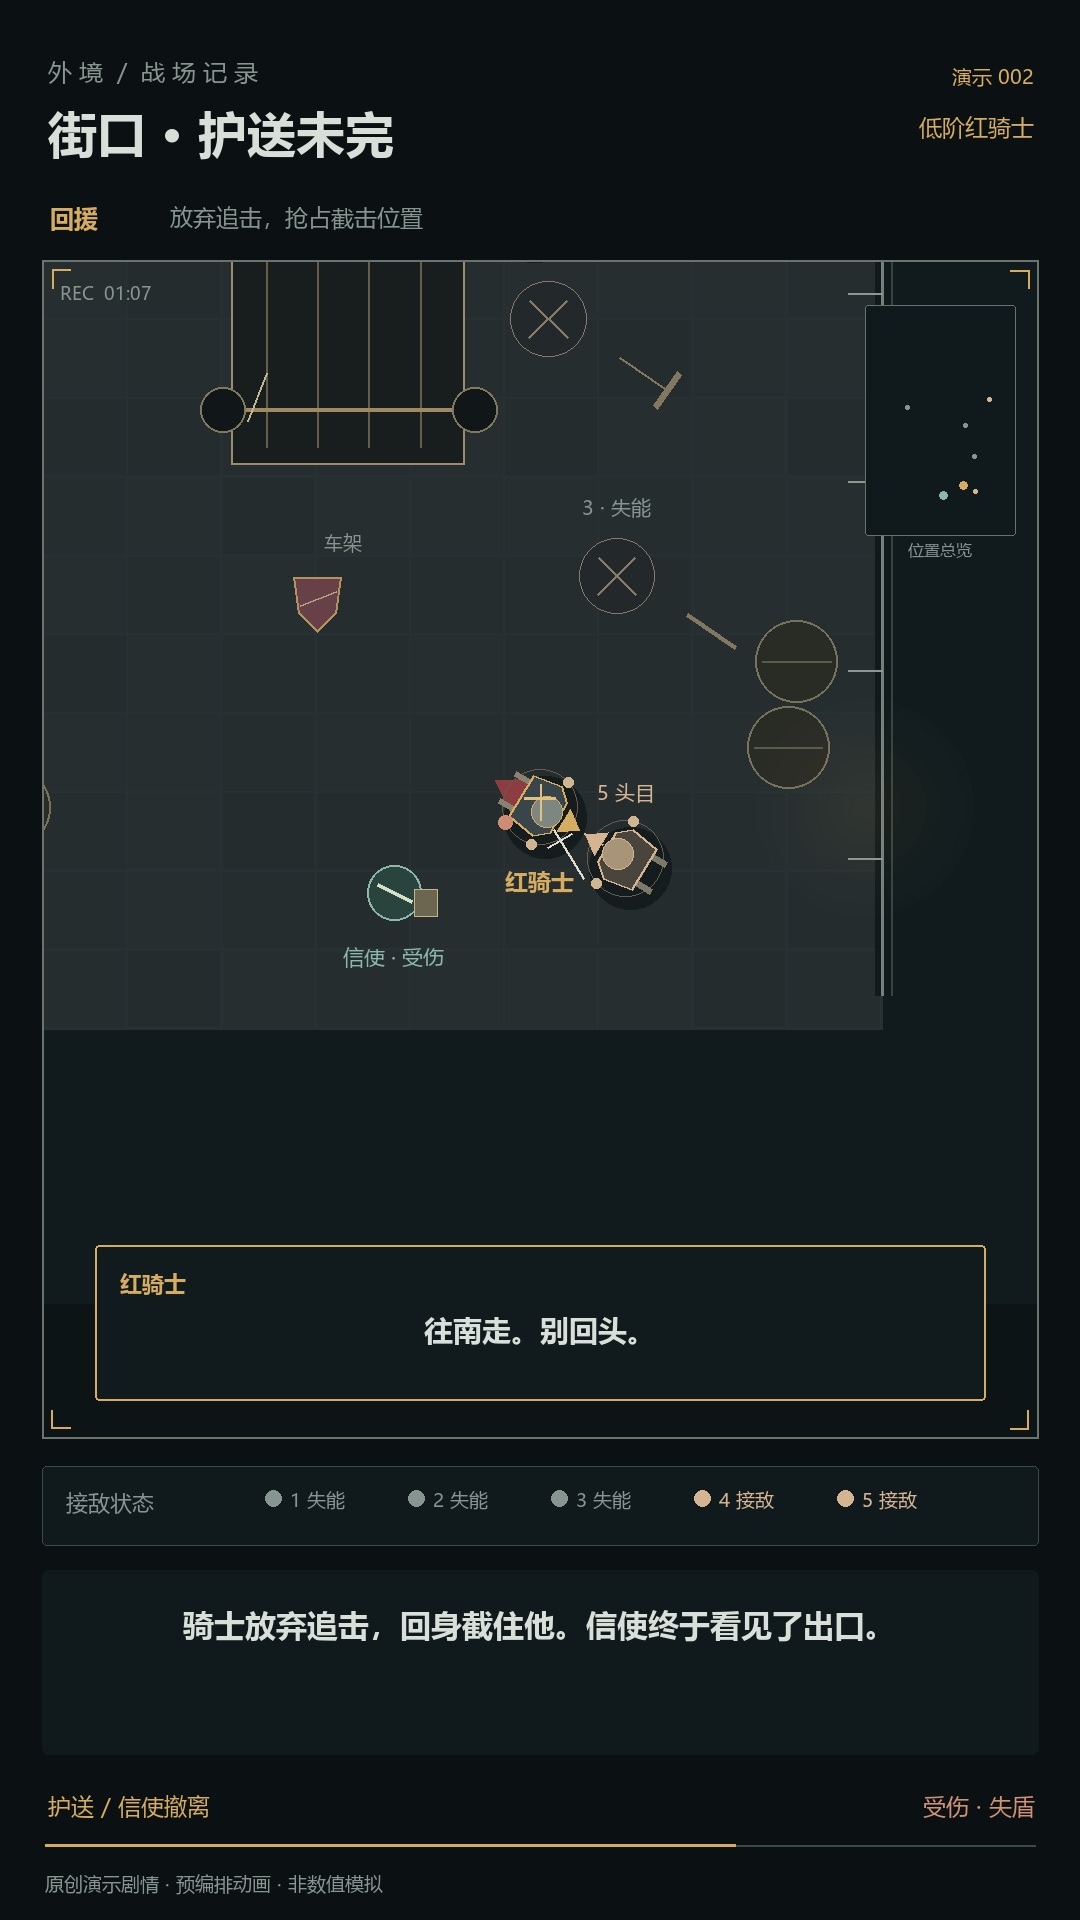 外境 / 战场记录
演示 002
街口·护送未完
低阶红骑士
回援 放弃追击，抢占截击位置
REC 01:07
3 · 失能
车架
位置总览
5 头目
红骑士
信使 · 受伤
红骑士
往南走。别回头。
接敌状态 1 失能 2 失能 3 失能 4 接敌 5 接敌
骑士放弃追击，回身截住他。信使终于看见了出口。
护送 / 信使撤离 受伤 · 失盾
原创演示剧情 · 预编排动画 · 非数值模拟